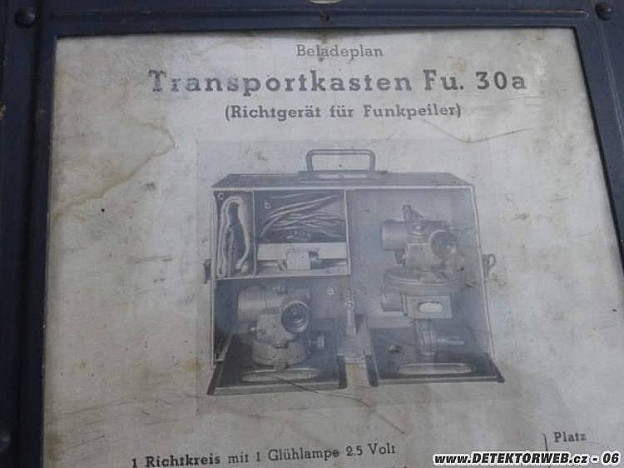 Beladeplan
Transportkasten Fu. 30a
(Richtgerät für Funkpeiler)
c
b
a
Platz
1 Richtkreis mit 1 Glühlampe 2.5 Volt
www.DETEKTORWEB.cz - 06